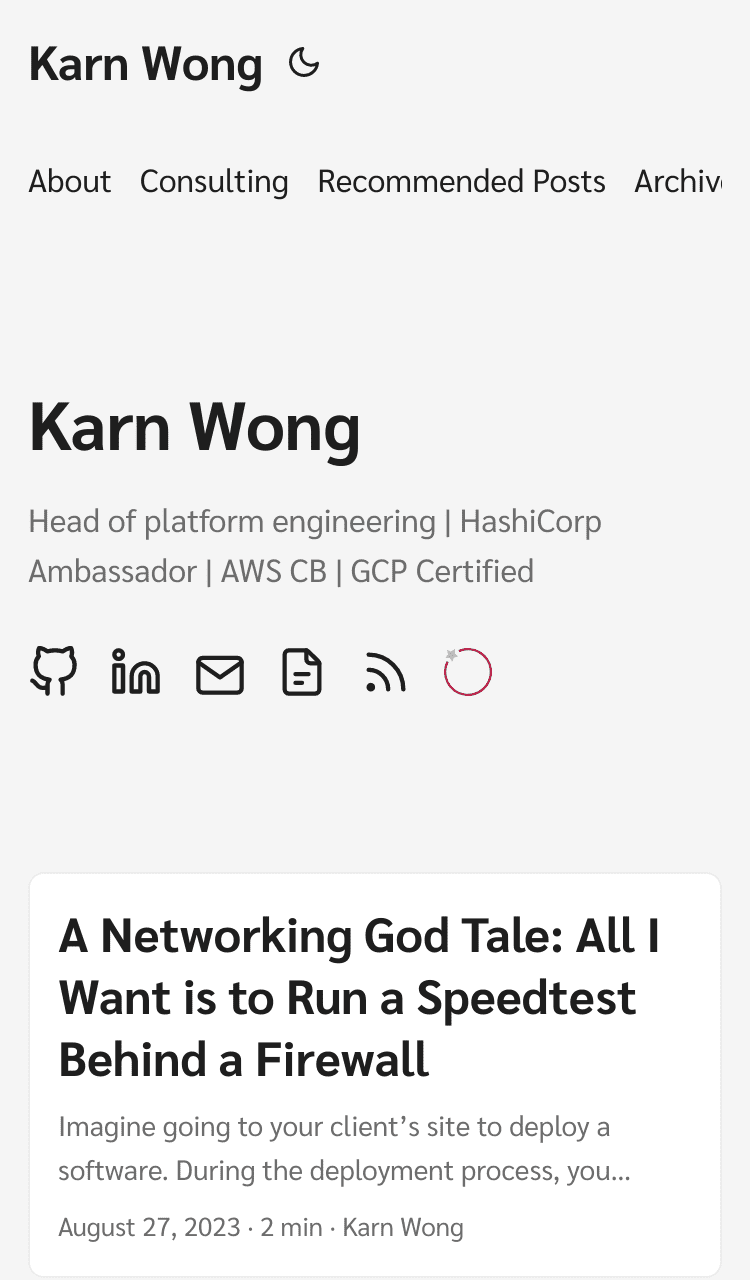 Karn Wong
About Consulting Recommended Posts Archive
Karn Wong
Head of platform engineering | HashiCorp
Ambassador | AWS CB | GCP Certified
A Networking God Tale: All I
Want is to Run a Speedtest
Behind a Firewall
Imagine going to your client’s site to deploy a
software. During the deployment process, you...
August 27, 2023 · 2 min · Karn Wong